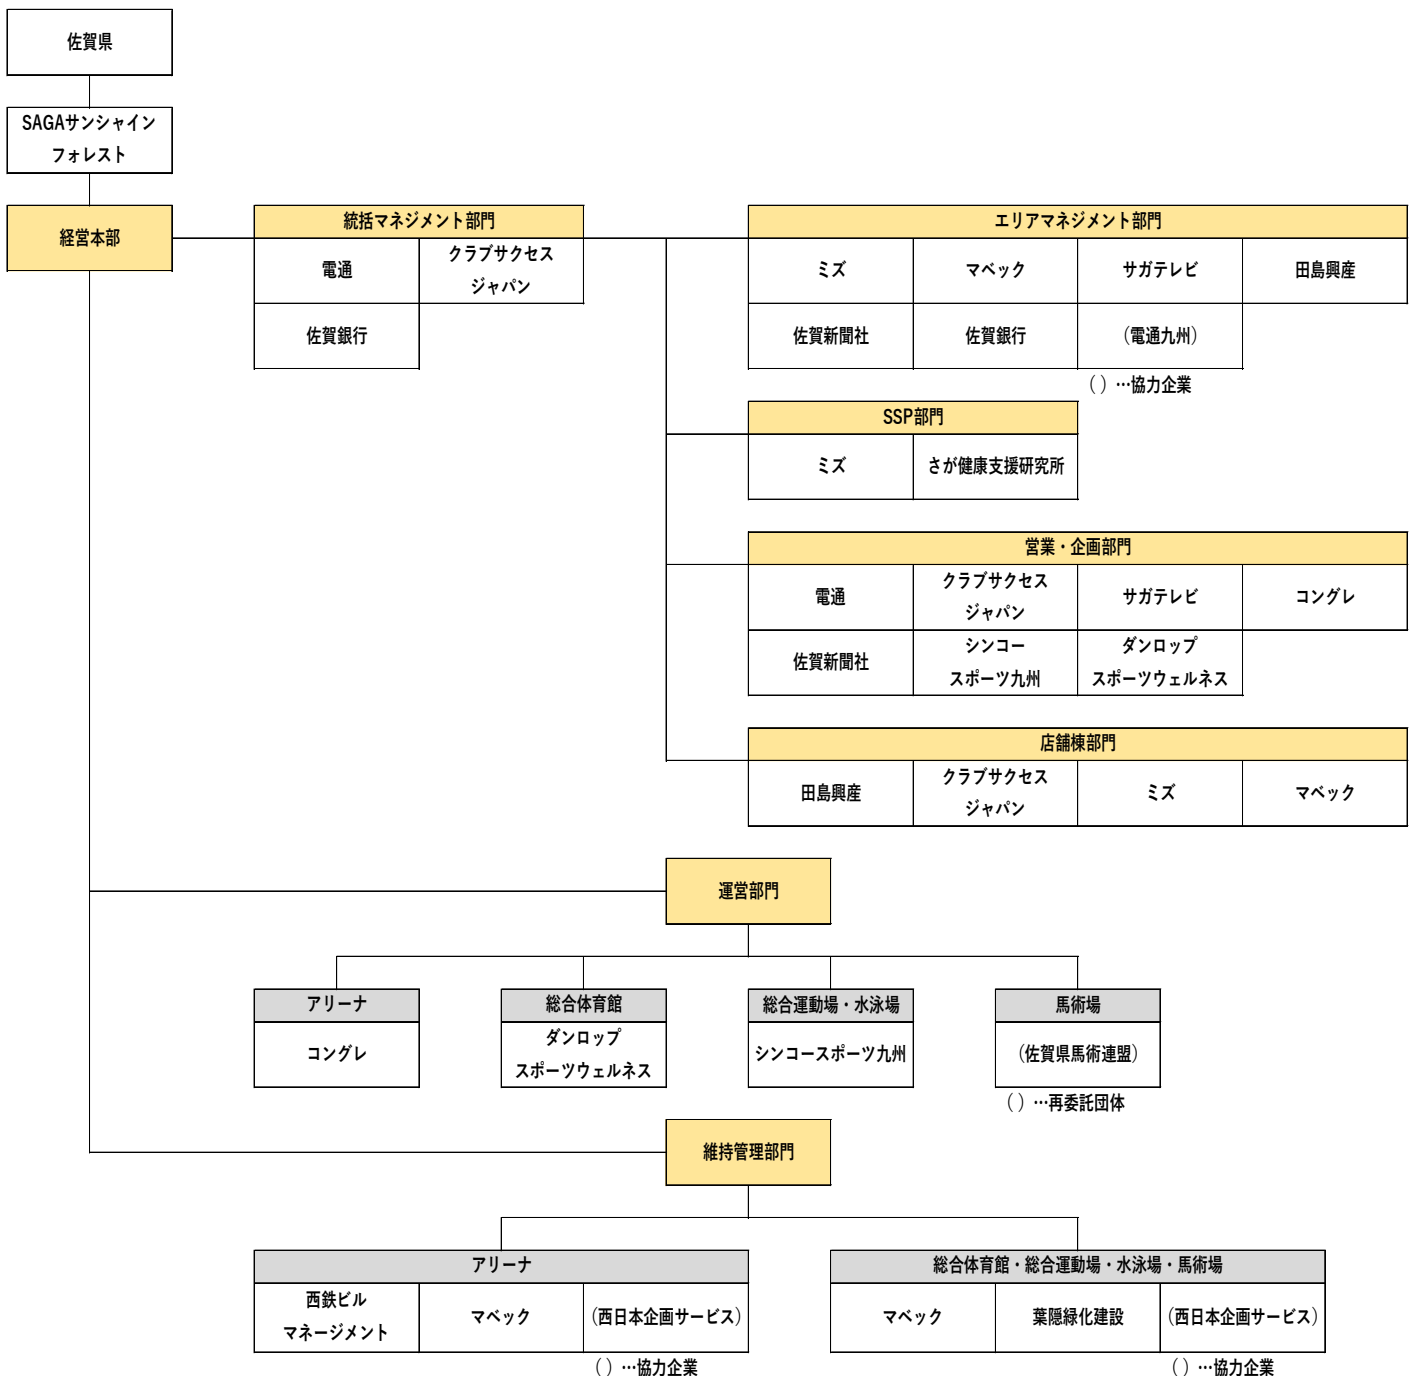 佐賀県
SAGAサンシャイン
フォレスト
経営本部
統括マネジメント部門
電通
クラブサクセス
ジャパン
佐賀銀行
エリアマネジメント部門
ミズ
マベック
サガテレビ
田島興産
佐賀新聞社
佐賀銀行
（電通九州）
（ ）…協力企業
SSP部門
ミズ
さが健康支援研究所
営業・企画部門
電通
クラブサクセス
ジャパン
サガテレビ
コングレ
佐賀新聞社
シンコー
スポーツ九州
ダンロップ
スポーツウェルネス
店舗棟部門
田島興産
クラブサクセス
ジャパン
ミズ
マベック
運営部門
アリーナ
コングレ
総合体育館
ダンロップ
スポーツウェルネス
総合運動場・水泳場
シンコースポーツ九州
馬術場
（佐賀県馬術連盟）
（ ）…再委託団体
維持管理部門
アリーナ
西鉄ビル
マネージメント
マベック
（西日本企画サービス）
（ ）…協力企業
総合体育館・総合運動場・水泳場・馬術場
マベック
葉隠緑化建設
（西日本企画サービス）
（ ）…協力企業